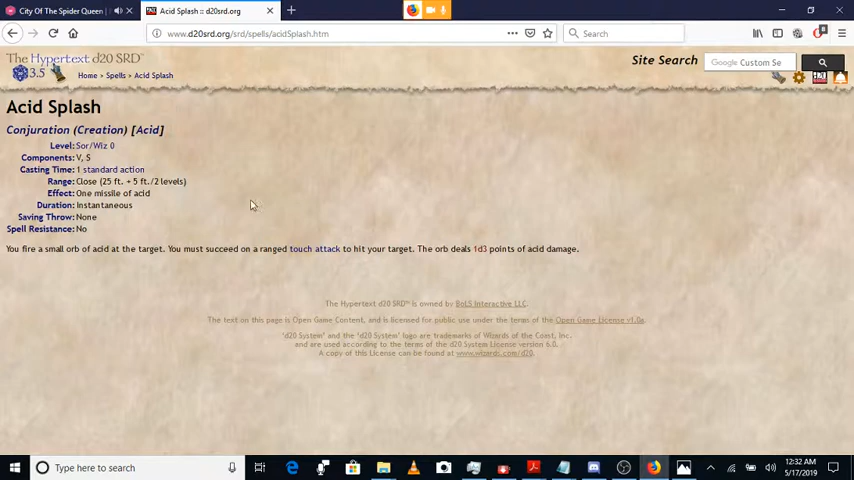 City Of The Spider Queen
Acid Splash :: d20srd.org
www.d20srd.org/srd/spells/acidSplash.htm
Search
The Hypertext d20 SRD™
3.5
Home > Spells > Acid Splash
Site Search
Google Custom Se
Acid Splash
Conjuration (Creation) [Acid]
Level: Sor/Wiz 0
Components: V, S
Casting Time: 1 standard action
Range: Close (25 ft. + 5 ft./2 levels)
Effect: One missile of acid
Duration: Instantaneous
Saving Throw: None
Spell Resistance: No
You fire a small orb of acid at the target. You must succeed on a ranged touch attack to hit your target. The orb deals 1d3 points of acid damage.
The Hypertext d20 SRD™ is owned by BoLS Interactive LLC.
The text on this page is Open Game Content, and is licensed for public use under the terms of the Open Game License v1.0a.
'd20 System' and the 'd20 System' logo are trademarks of Wizards of the Coast, Inc.
and are used according to the terms of the d20 System License version 6.0.
A copy of this License can be found at www.wizards.com/d20.
Type here to search
12:32 AM
5/17/2019